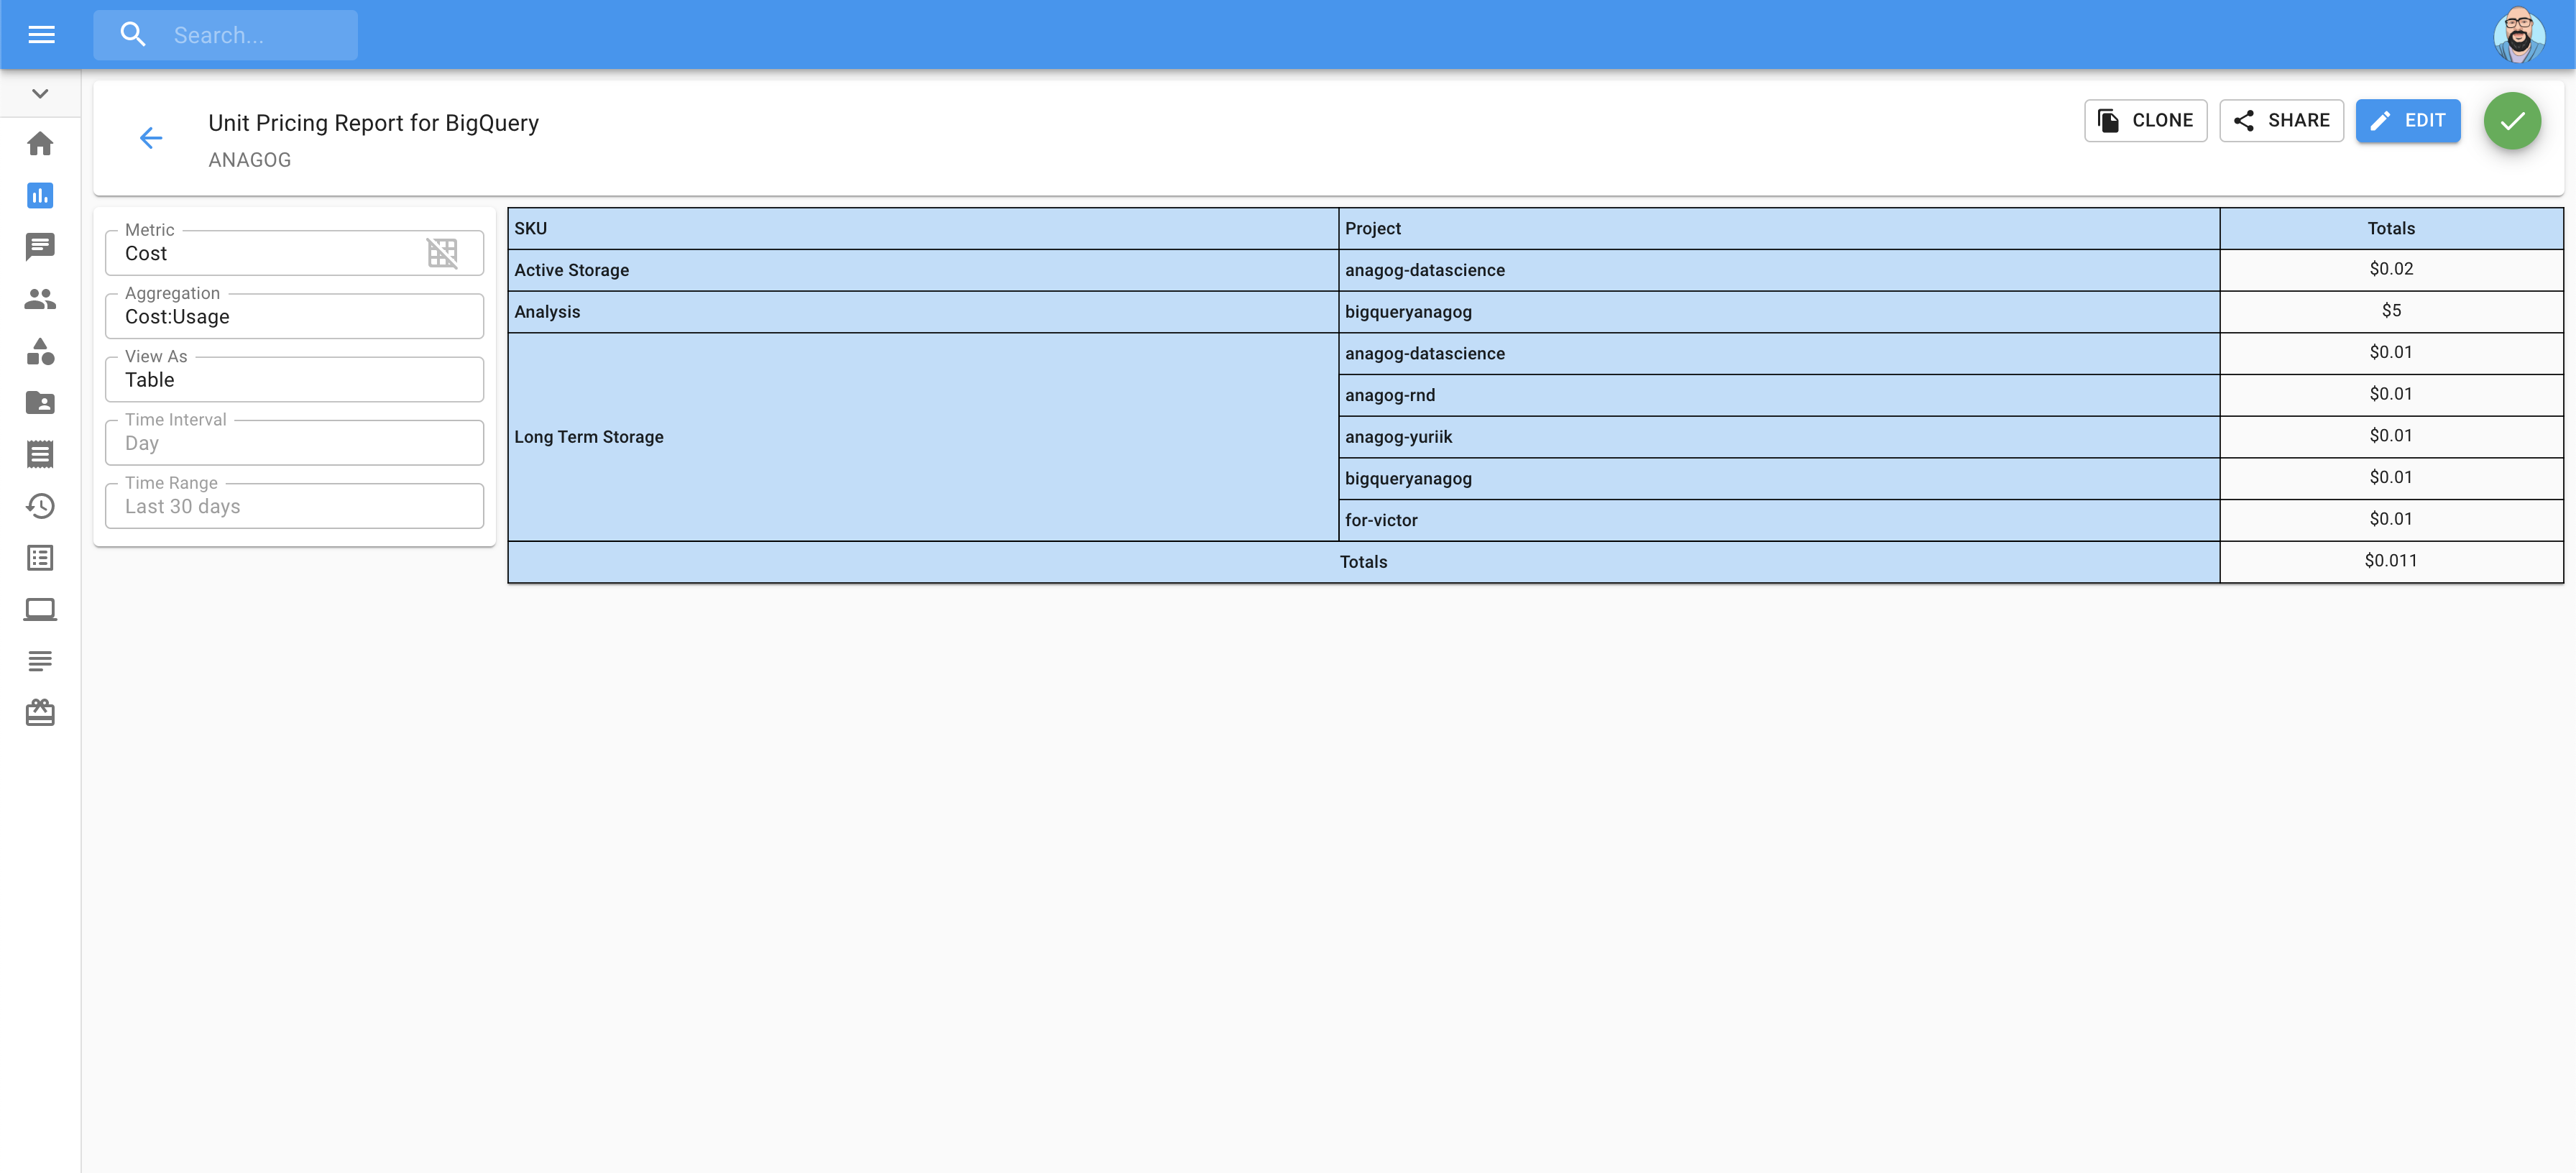 Search...
Unit Pricing Report for BigQuery
ANAGOG
CLONE
SHARE
EDIT
Metric
Cost
Aggregation
Cost:Usage
View As
Table
Time Interval
Day
Time Range
Last 30 days
SKU Project Totals
Active Storage anagog-datascience $0.02
Analysis bigqueryanagog $5
Long Term Storage anagog-datascience $0.01
anagog-rnd $0.01
anagog-yuriik $0.01
bigqueryanagog $0.01
for-victor $0.01
Totals $0.011